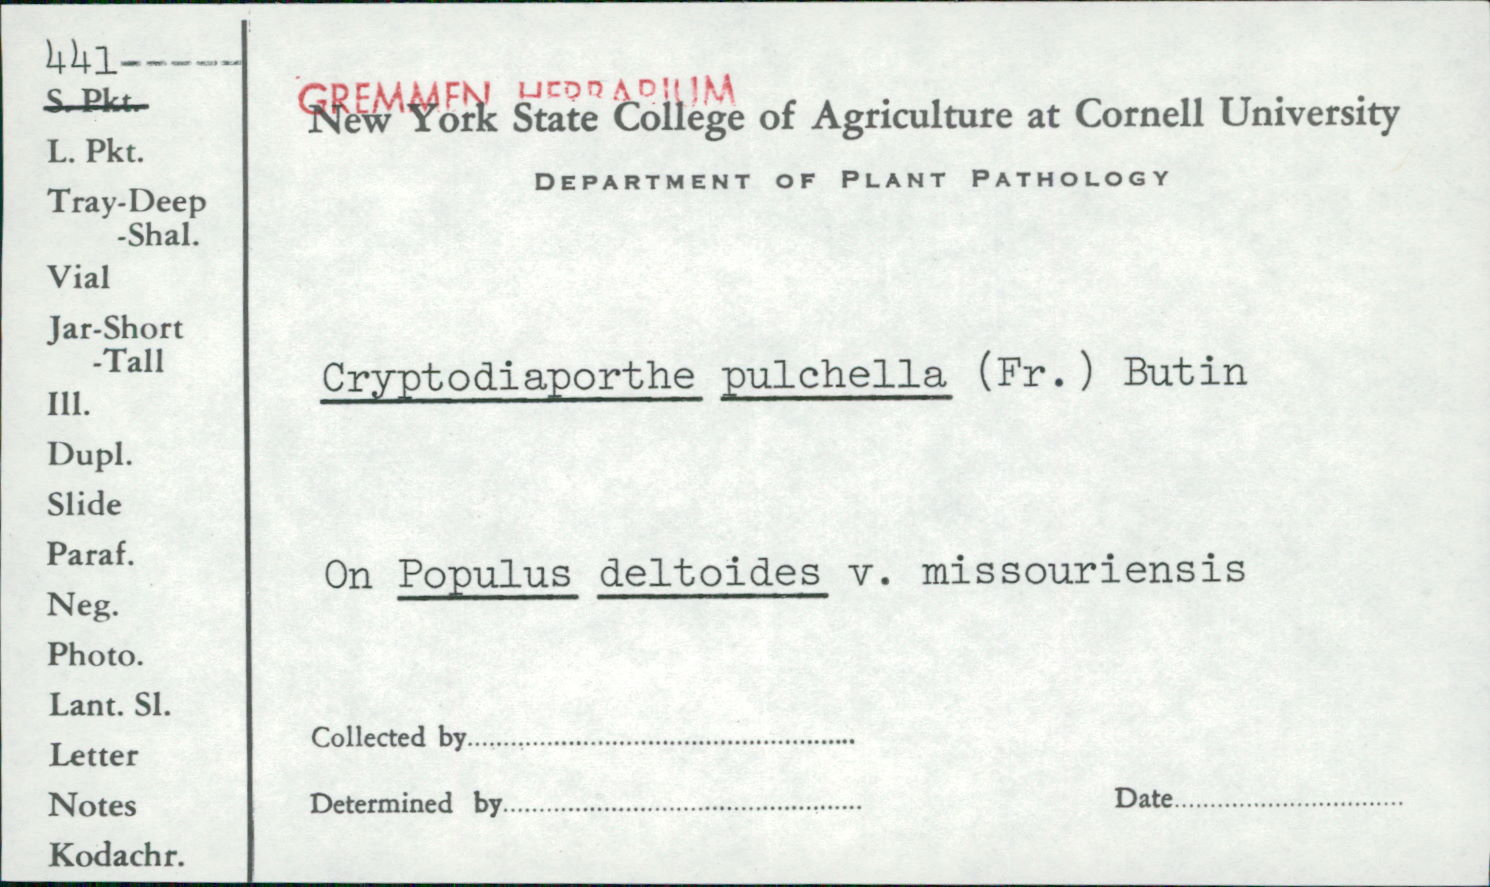 441
S. Pkt.
L. Pkt.
Tray-Deep
-Shal.
Vial
Jar-Short
-Tall
Ill.
Dupl.
Slide
Paraf.
Neg.
Photo.
Lant. Sl.
Letter
Notes
Kodachr.
GREMMEN HERBARIUM
New York State College of Agriculture at Cornell University
DEPARTMENT OF PLANT PATHOLOGY
Cryptodiaporthe pulchella (Fr.) Butin
On Populus deltoides v. missouriensis
Collected by
Determined by
Date